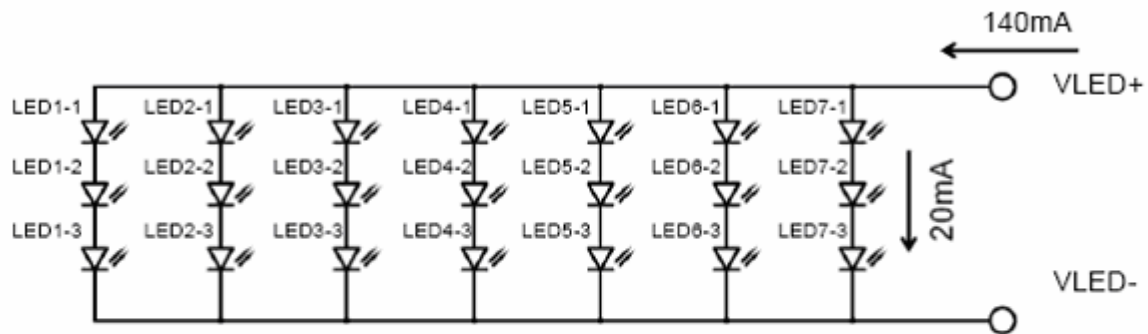 140mA
VLED+
LED1-1 LED2-1 LED3-1 LED4-1 LED5-1 LED6-1 LED7-1
LED1-2 LED2-2 LED3-2 LED4-2 LED5-2 LED6-2 LED7-2
LED1-3 LED2-3 LED3-3 LED4-3 LED5-3 LED6-3 LED7-3
20mA
VLED-